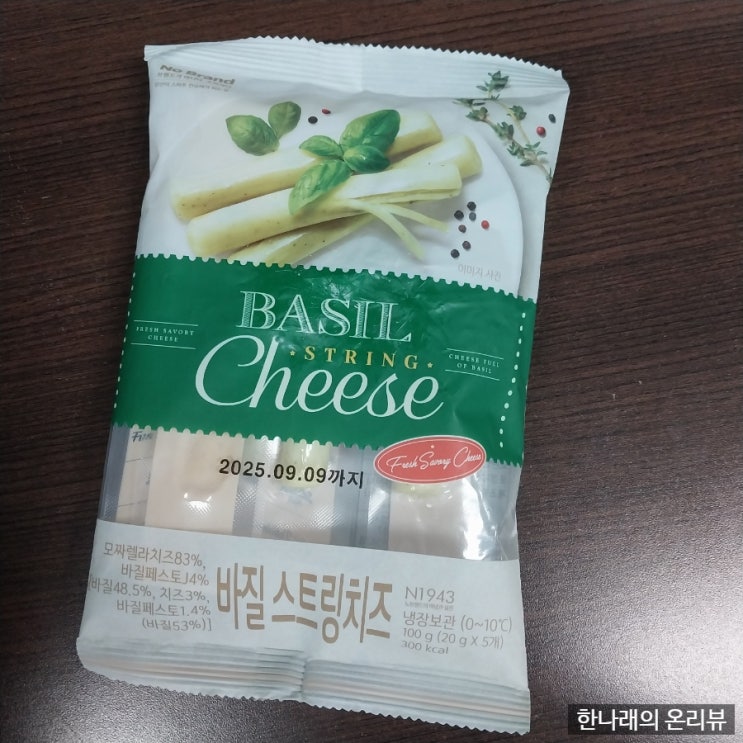 No Brand
이미지 사진
BASIL
STRING
Cheese
FRESH SAVORY
CHEESE
CHEESE FULL
OF BASIL
Fresh Savory Cheese
2025.09.09까지
모짜렐라치즈83%,
바질페스토J4%
[바질48.5%, 치즈3%,
바질페스토1.4%
(바질53%)]
바질 스트링치즈
N1943
냉장보관 (0~10℃)
100 g (20 g X 5개)
300 kcal
한나래의 온리뷰